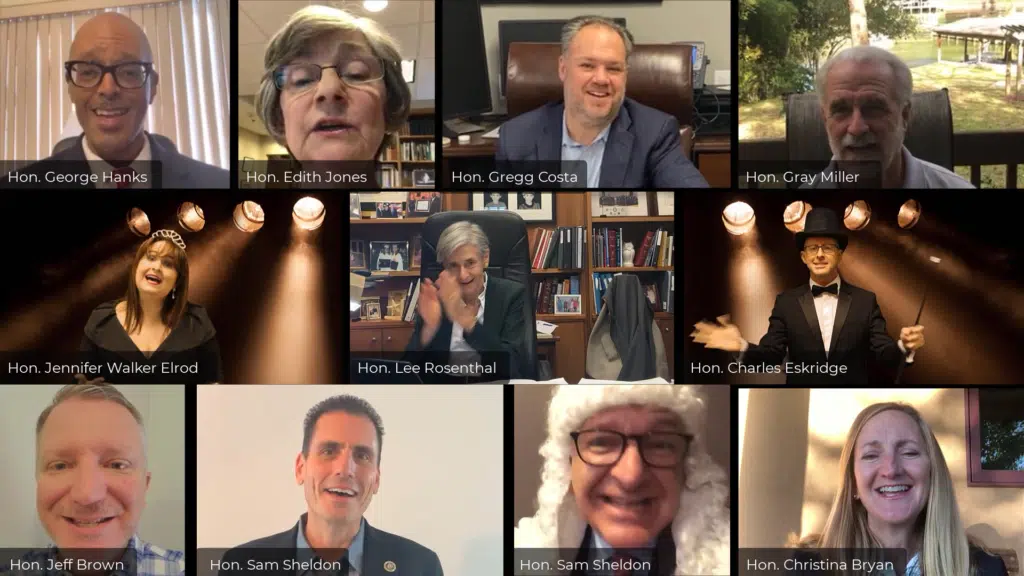 Hon. George Hanks
Hon. Edith Jones
Hon. Gregg Costa
Hon. Gray Miller
Hon. Jennifer Walker Elrod
Hon. Lee Rosenthal
Hon. Charles Eskridge
Hon. Jeff Brown
Hon. Sam Sheldon
Hon. Sam Sheldon
Hon. Christina Bryan